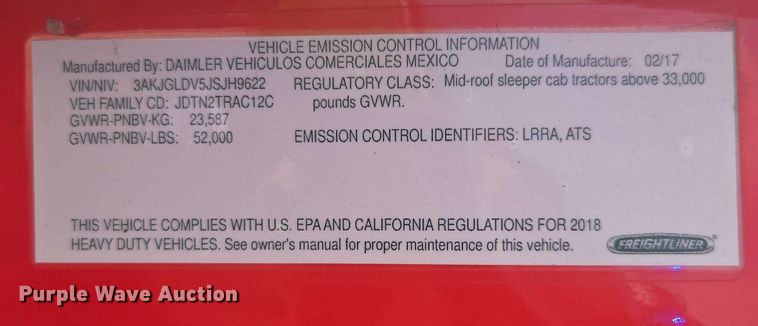 VEHICLE EMISSION CONTROL INFORMATION
Manufactured By: DAIMLER VEHICULOS COMERCIALES MEXICO Date of Manufacture: 02/17
VIN/NIV: 3AKJGLDV5JSJH9622 REGULATORY CLASS: Mid-roof sleeper cab tractors above 33,000
VEH FAMILY CD: JDTN2TRAC12C pounds GVWR.
GVWR-PNBV-KG: 23,587
GVWR-PNBV-LBS: 52,000 EMISSION CONTROL IDENTIFIERS: LRRA, ATS
THIS VEHICLE COMPLIES WITH U.S. EPA AND CALIFORNIA REGULATIONS FOR 2018
HEAVY DUTY VEHICLES. See owner's manual for proper maintenance of this vehicle.
FREIGHTLINER
Purple Wave Auction